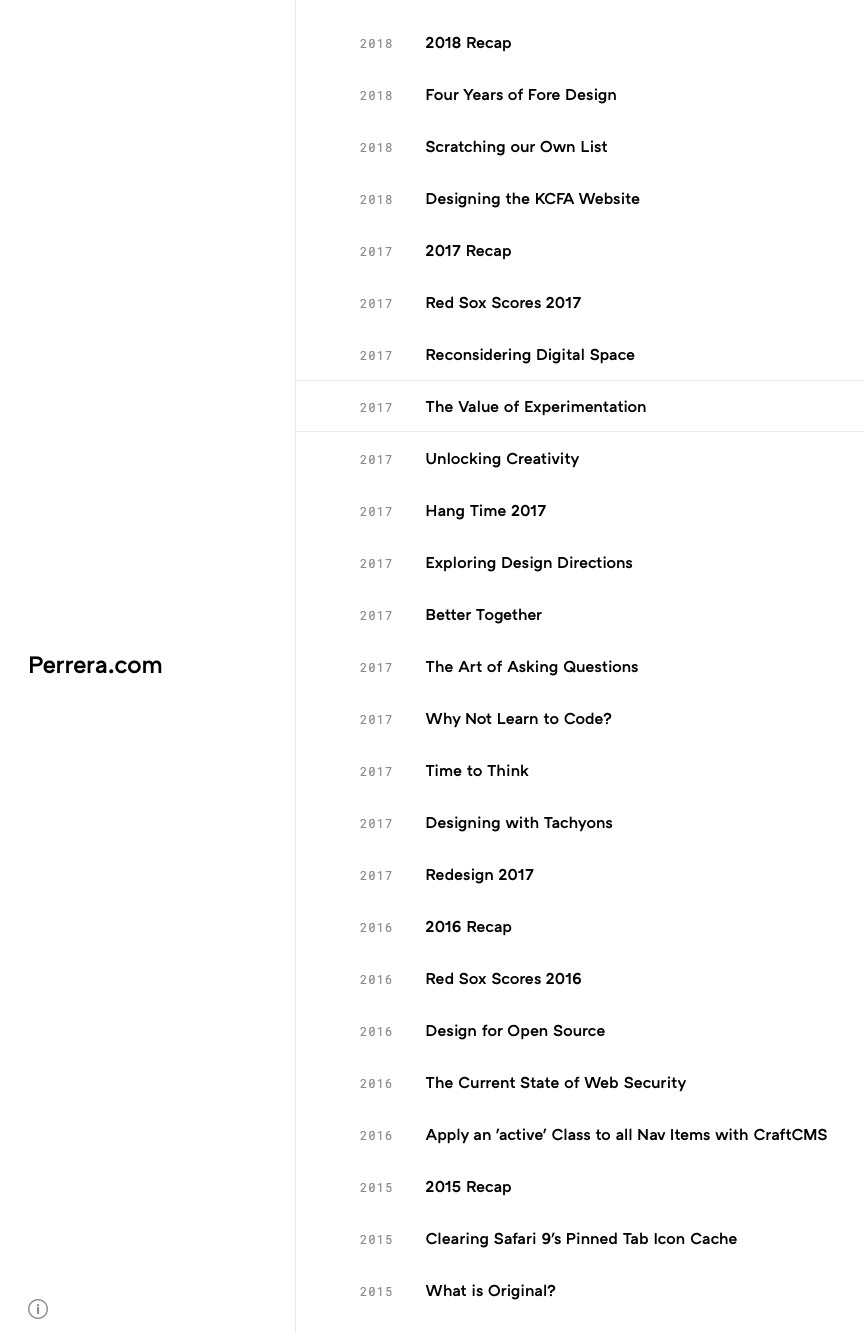 2018 2018 Recap
2018 Four Years of Fore Design
2018 Scratching our Own List
2018 Designing the KCFA Website
2017 2017 Recap
2017 Red Sox Scores 2017
2017 Reconsidering Digital Space
2017 The Value of Experimentation
2017 Unlocking Creativity
2017 Hang Time 2017
2017 Exploring Design Directions
2017 Better Together
Perrera.com
2017 The Art of Asking Questions
2017 Why Not Learn to Code?
2017 Time to Think
2017 Designing with Tachyons
2017 Redesign 2017
2016 2016 Recap
2016 Red Sox Scores 2016
2016 Design for Open Source
2016 The Current State of Web Security
2016 Apply an 'active' Class to all Nav Items with CraftCMS
2015 2015 Recap
2015 Clearing Safari 9's Pinned Tab Icon Cache
2015 What is Original?